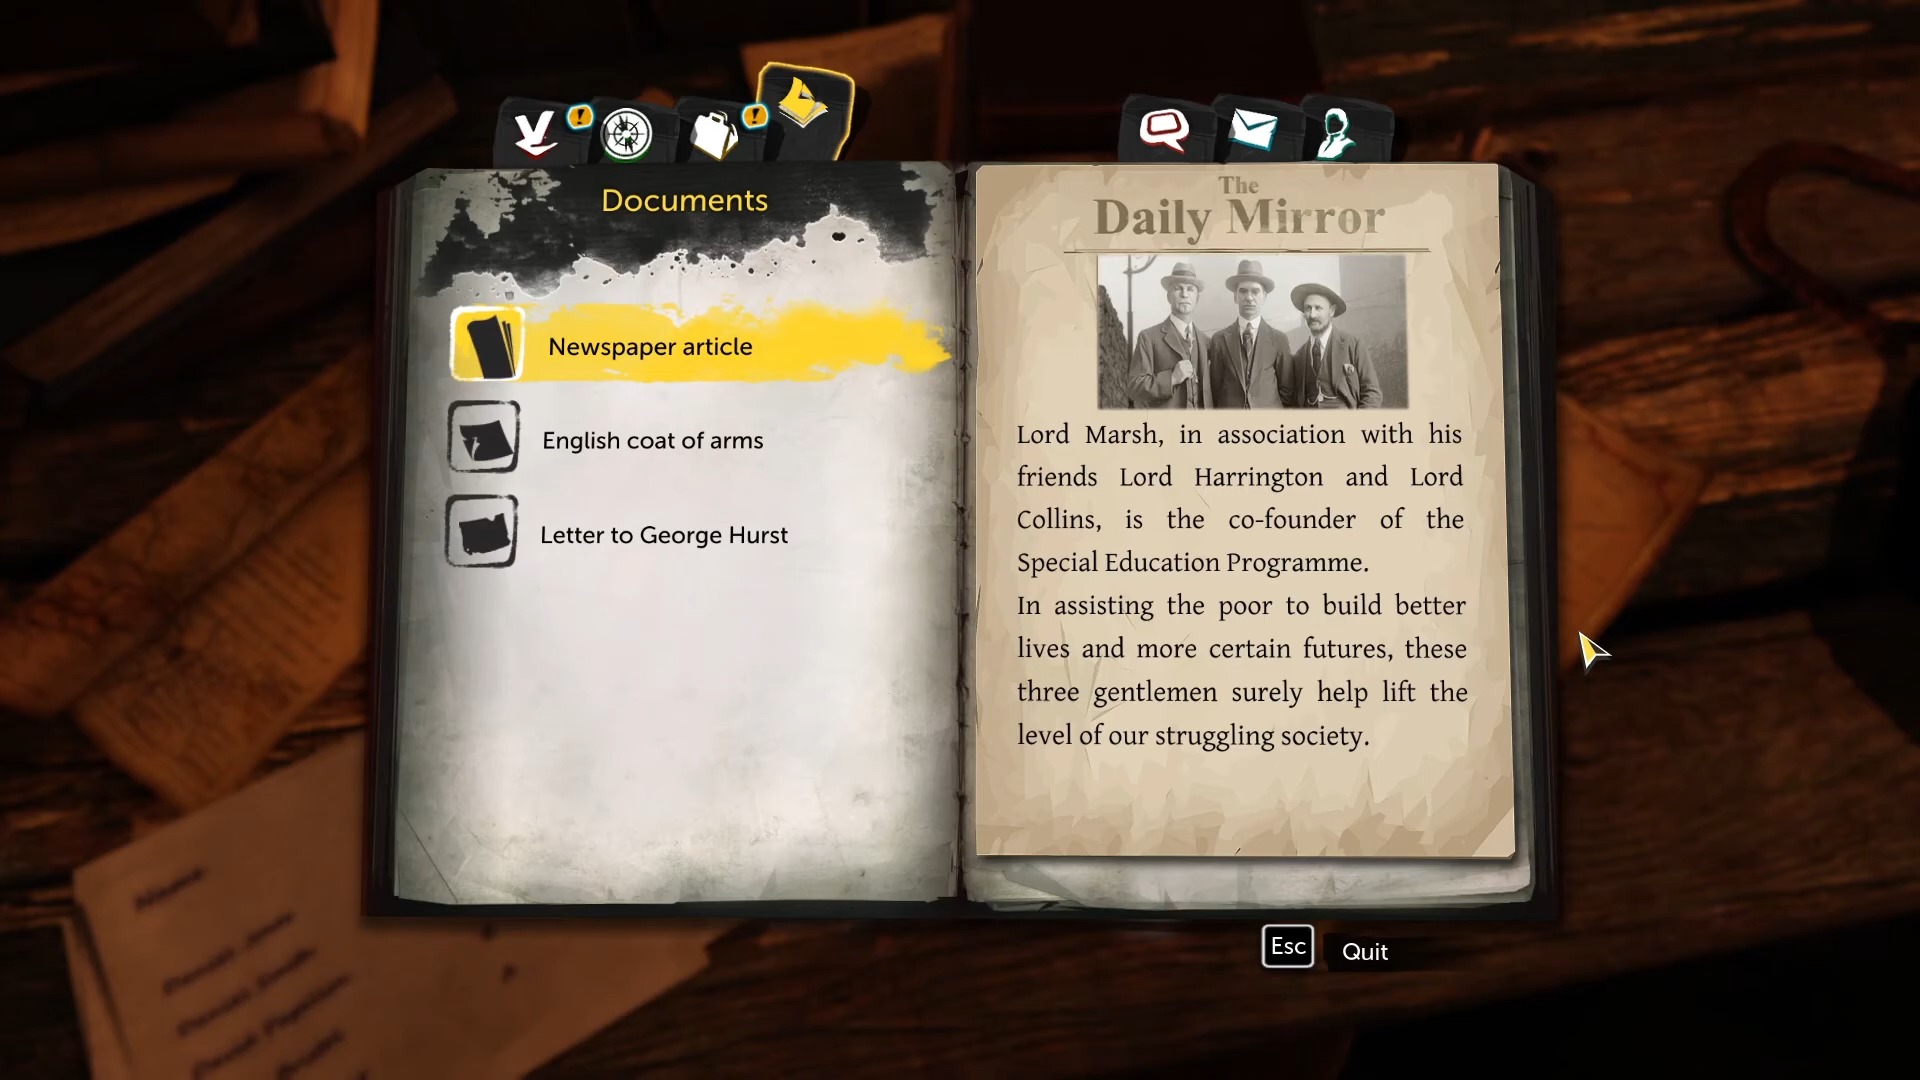 Documents
Newspaper article
English coat of arms
Letter to George Hurst
The
Daily Mirror
Lord Marsh, in association with his
friends Lord Harrington and Lord
Collins, is the co-founder of the
Special Education Programme.
In assisting the poor to build better
lives and more certain futures, these
three gentlemen surely help lift the
level of our struggling society.
Esc Quit